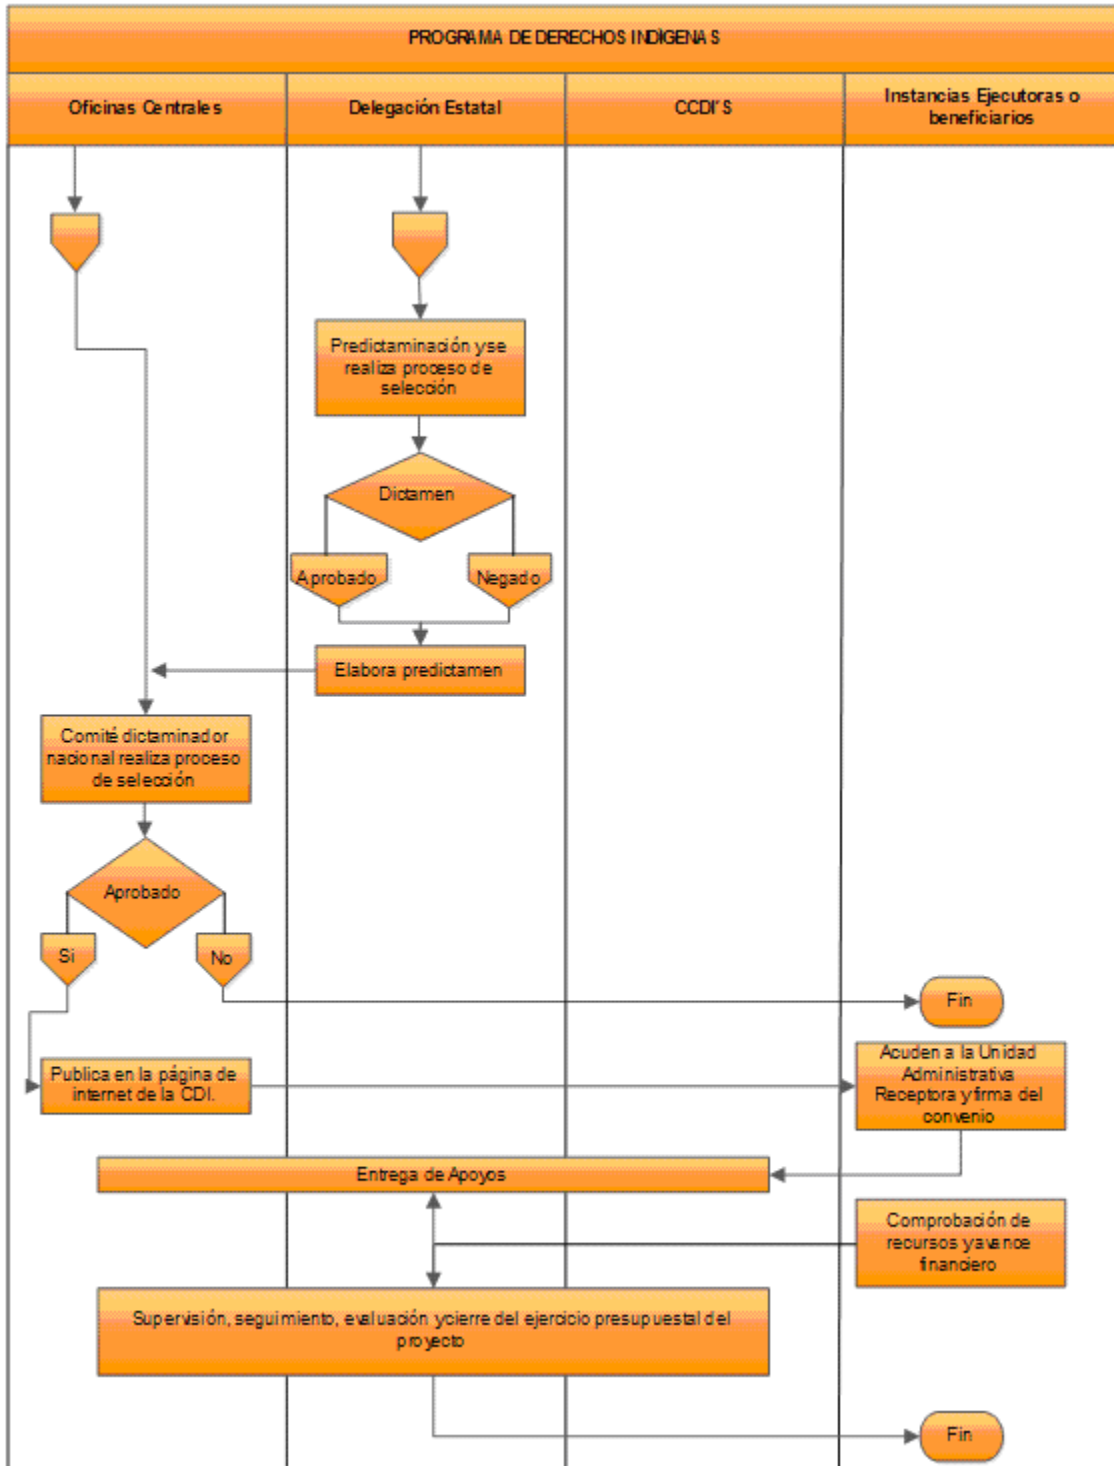 PROGRAMA DE DERECHOS INDÍGENAS
Oficinas Centrales
Delegación Estatal
CCDI'S
Instancias Ejecutoras o
beneficiarios
Predictaminación y se
realiza proceso de
selección
Dictamen
Aprobado
Negado
Elabora predictamen
Comité dictaminador
nacional realiza proceso
de selección
Aprobado
Si
No
Fin
Publica en la página de
internet de la CDI.
Acuden a la Unidad
Administrativa
Receptora y firma del
convenio
Entrega de Apoyos
Comprobación de
recursos y avance
financiero
Supervisión, seguimiento, evaluación y cierre del ejercicio presupuestal del
proyecto
Fin